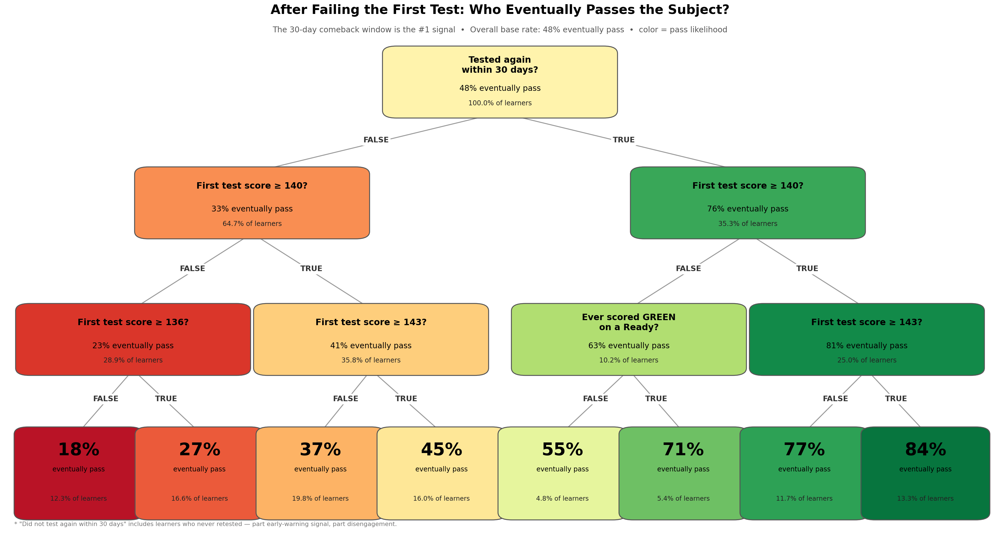 After Failing the First Test: Who Eventually Passes the Subject?
The 30-day comeback window is the #1 signal • Overall base rate: 48% eventually pass • color = pass likelihood
Tested again
within 30 days?
48% eventually pass
100.0% of learners
FALSE
TRUE
First test score ≥ 140?
33% eventually pass
64.7% of learners
First test score ≥ 140?
76% eventually pass
35.3% of learners
FALSE
TRUE
FALSE
TRUE
First test score ≥ 136?
23% eventually pass
28.9% of learners
First test score ≥ 143?
41% eventually pass
35.8% of learners
Ever scored GREEN
on a Ready?
63% eventually pass
10.2% of learners
First test score ≥ 143?
81% eventually pass
25.0% of learners
FALSE
TRUE
FALSE
TRUE
FALSE
TRUE
FALSE
TRUE
18%
eventually pass
12.3% of learners
27%
eventually pass
16.6% of learners
37%
eventually pass
19.8% of learners
45%
eventually pass
16.0% of learners
55%
eventually pass
4.8% of learners
71%
eventually pass
5.4% of learners
77%
eventually pass
11.7% of learners
84%
eventually pass
13.3% of learners
* "Did not test again within 30 days" includes learners who never retested — part early-warning signal, part disengagement.